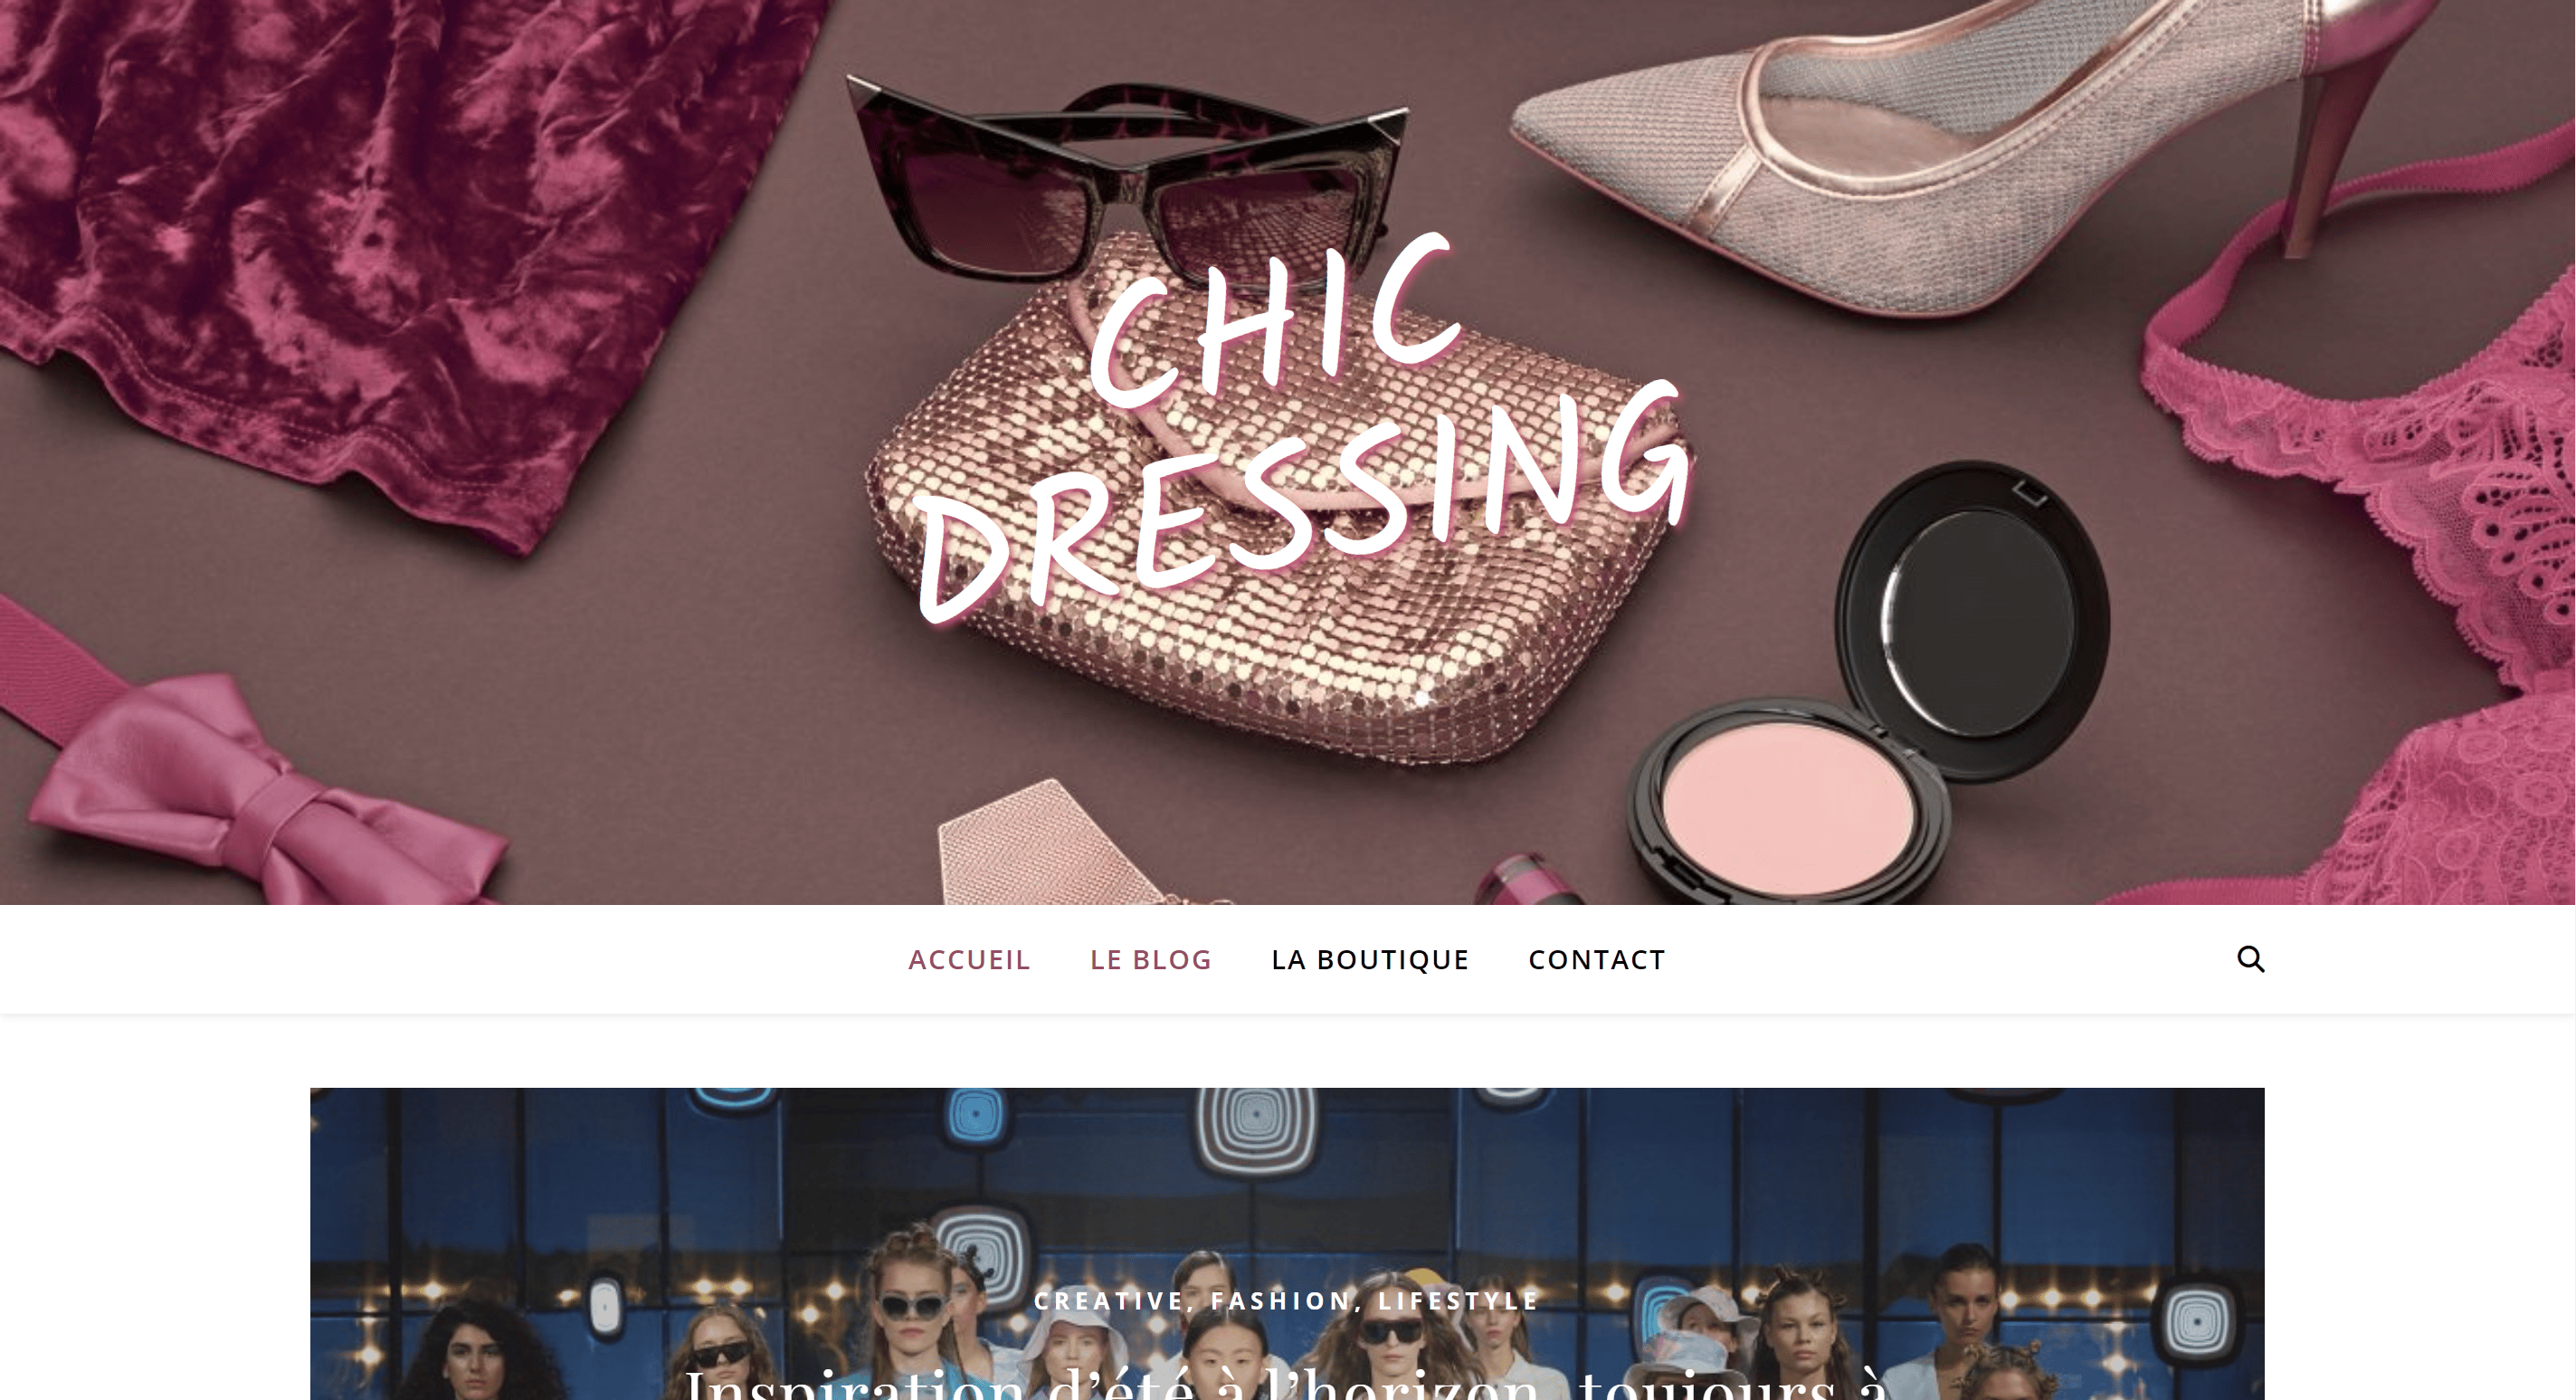 CHIC
DRESSING
ACCUEIL LE BLOG LA BOUTIQUE CONTACT
CREATIVE, FASHION, LIFESTYLE
Inspiration d’été à l’horizon, toujours à